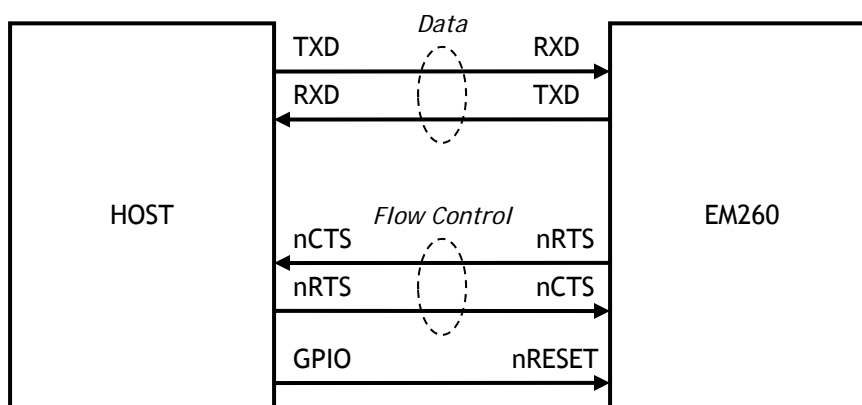 Data
TXD RXD
RXD TXD
HOST Flow Control EM260
nCTS nRTS
nRTS nCTS
GPIO nRESET